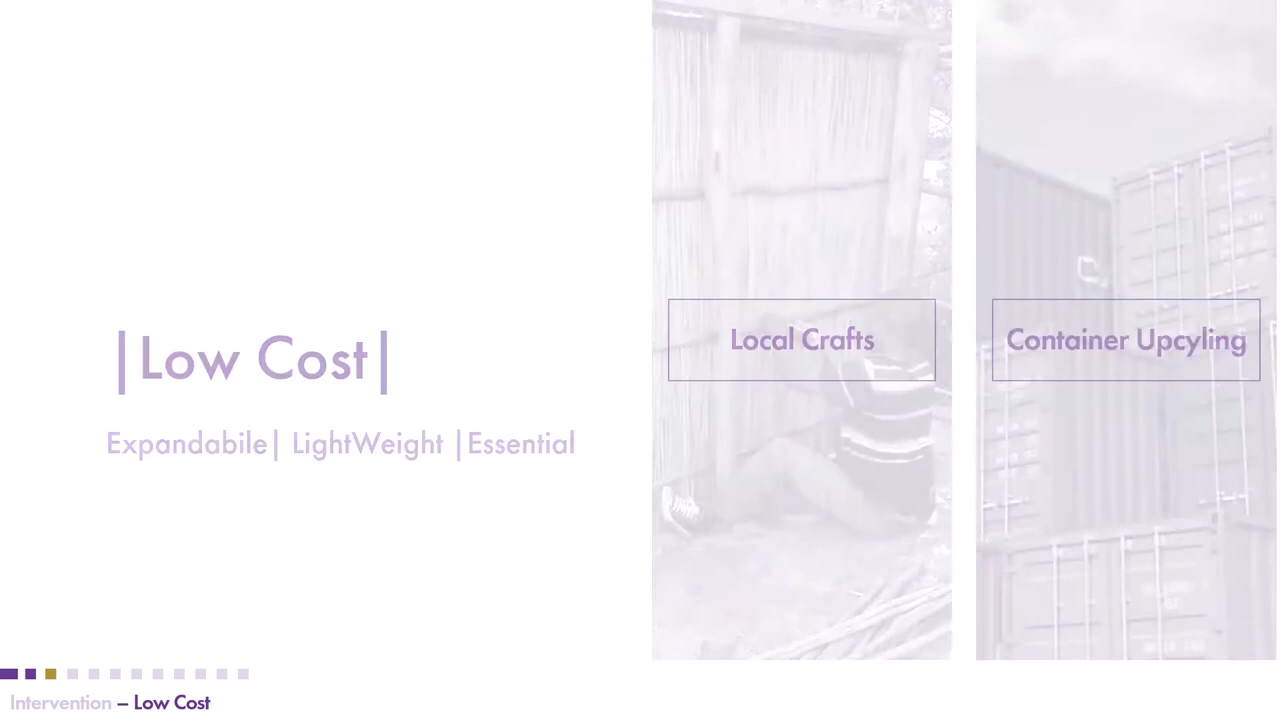 |Low Cost|
Expandabile| LightWeight |Essential
Local Crafts
Container Upcyling
Intervention – Low Cost